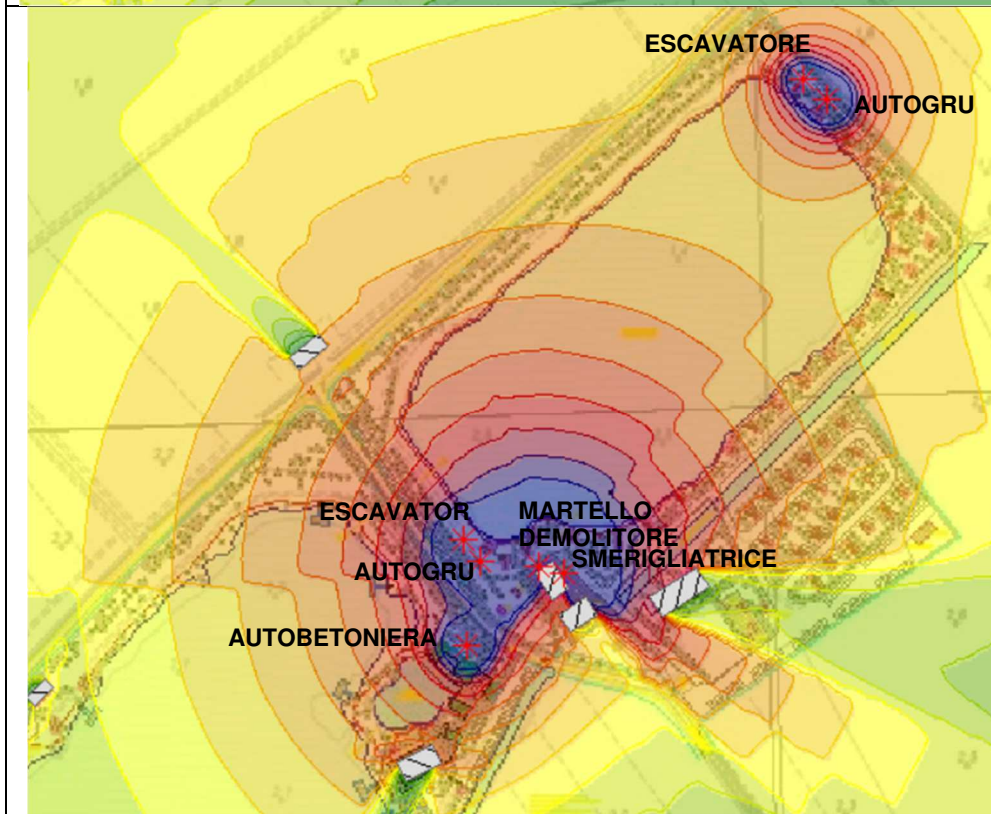 ESCAVATORE
AUTOGRU
ESCAVATOR
MARTELLO
DEMOLITORE
SMERIGLIATRICE
AUTOGRU
AUTOBETONIERA